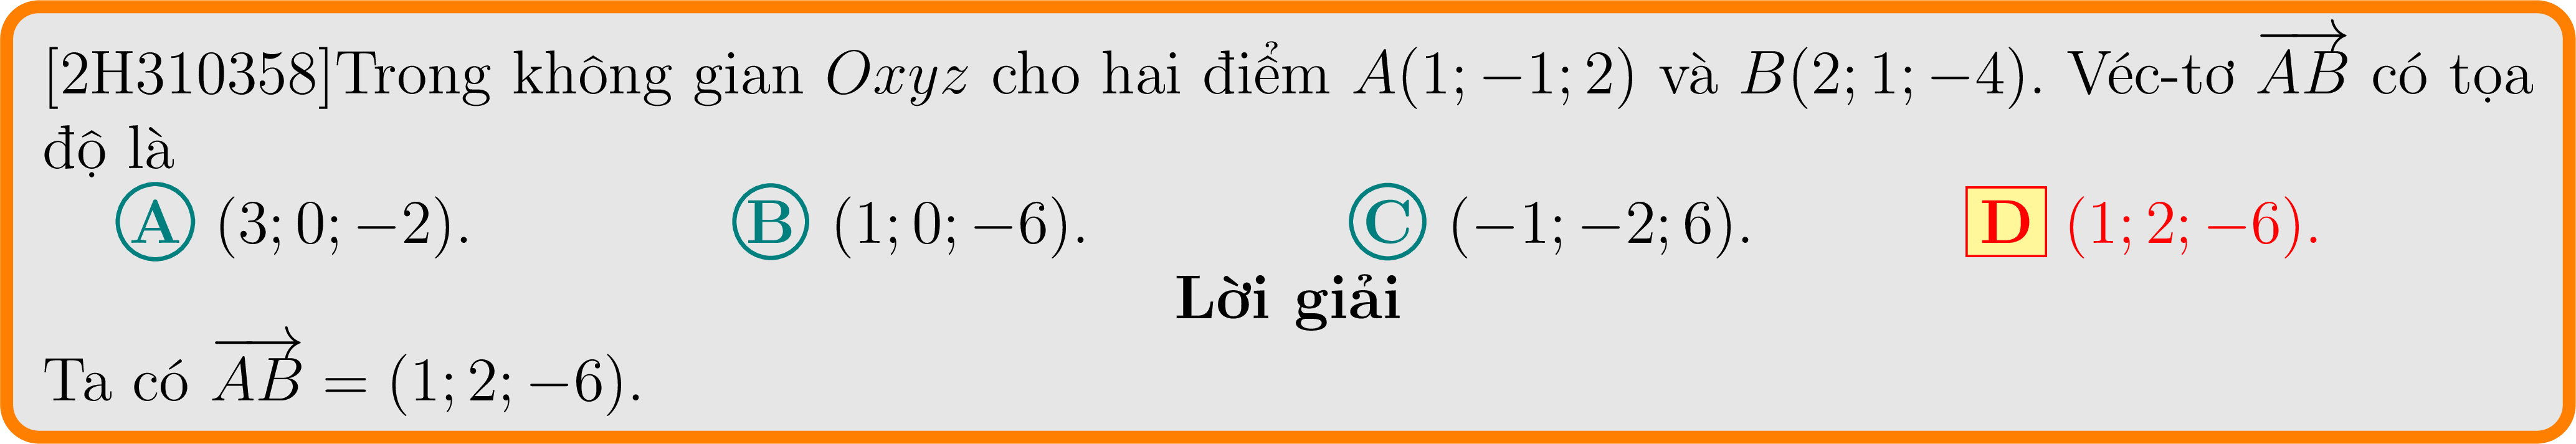 [2H310358]Trong không gian Oxyz cho hai điểm A(1; −1; 2) và B(2; 1; −4). Véc-tơ $\overrightarrow{AB}$ có tọa
độ là
A (3; 0; −2). B (1; 0; −6). C (−1; −2; 6). D (1; 2; −6).
Lời giải
Ta có $\overrightarrow{AB}$ = (1; 2; −6).